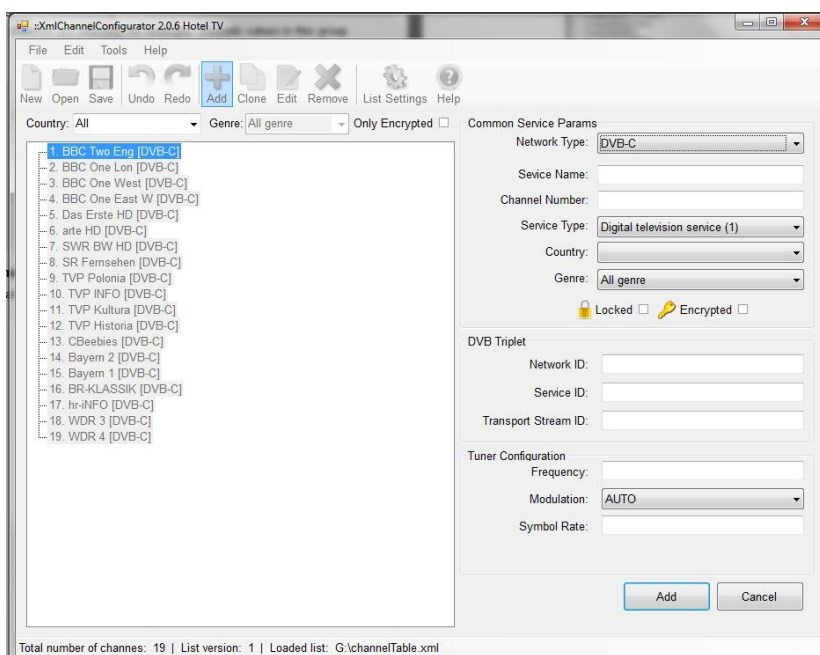 ::XmlChannelConfigurator 2.0.6 Hotel TV
File Edit Tools Help
New Open Save Undo Redo Add Clone Edit Remove List Settings Help
Country: All Genre: All genre Only Encrypted
1. BBC Two Eng [DVB-C]
2. BBC One Lon [DVB-C]
3. BBC One West [DVB-C]
4. BBC One East W [DVB-C]
5. Das Erste HD [DVB-C]
6. arte HD [DVB-C]
7. SWR BW HD [DVB-C]
8. SR Fernsehen [DVB-C]
9. TVP Polonia [DVB-C]
10. TVP INFO [DVB-C]
11. TVP Kultura [DVB-C]
12. TVP Historia [DVB-C]
13. CBeebies [DVB-C]
14. Bayern 2 [DVB-C]
15. Bayern 1 [DVB-C]
16. BR-KLASSIK [DVB-C]
17. hr-iNFO [DVB-C]
18. WDR 3 [DVB-C]
19. WDR 4 [DVB-C]
Common Service Params
Network Type: DVB-C
Sevice Name:
Channel Number:
Service Type: Digital television service (1)
Country:
Genre: All genre
Locked Encrypted
DVB Triplet
Network ID:
Service ID:
Transport Stream ID:
Tuner Configuration
Frequency:
Modulation: AUTO
Symbol Rate:
Add Cancel
Total number of channes: 19 | List version: 1 | Loaded list: G:\channelTable.xml